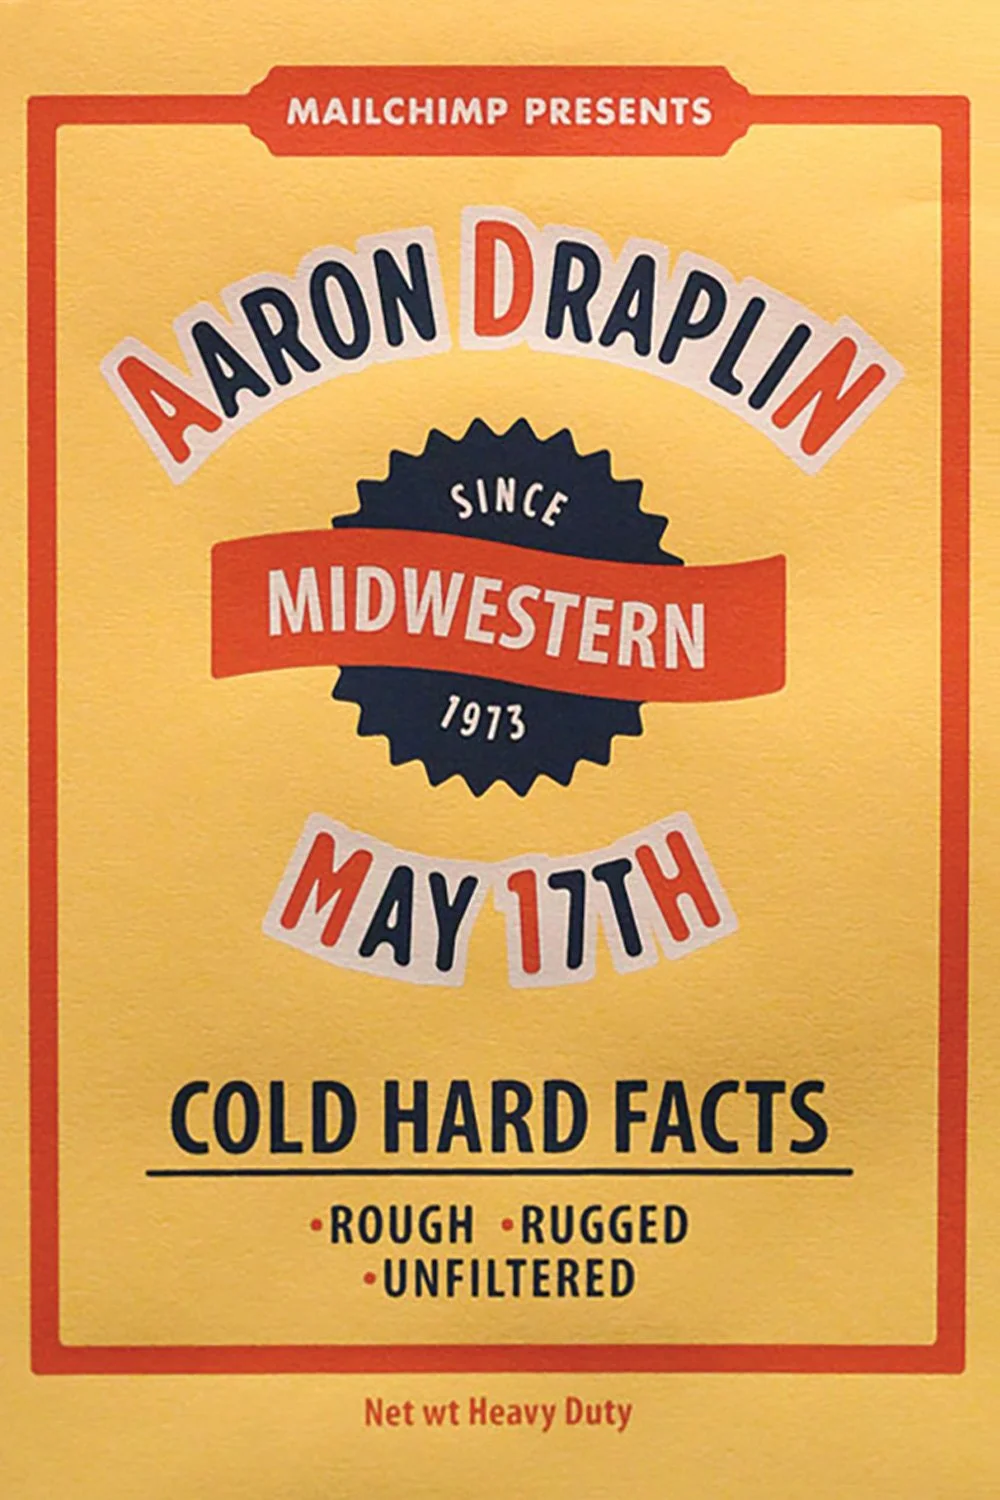 MAILCHIMP PRESENTS
AARON DRAPLIN
SINCE
MIDWESTERN
1973
MAY 17TH
COLD HARD FACTS
•ROUGH •RUGGED
•UNFILTERED
Net wt Heavy Duty